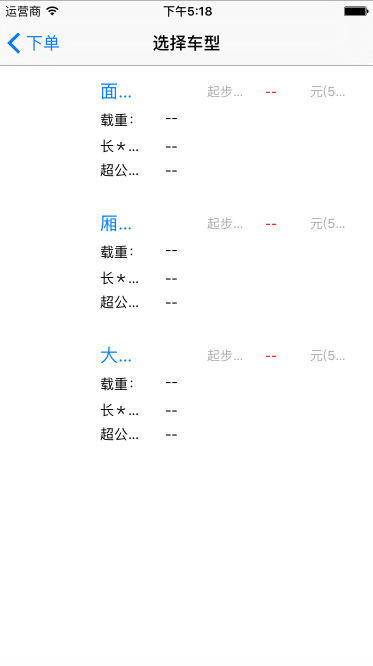 运营商 下午5:18
下单 选择车型
面... 起步... -- 元(5...
载重: --
长*... --
超公... --
厢... 起步... -- 元(5...
载重: --
长*... --
超公... --
大... 起步... -- 元(5...
载重: --
长*... --
超公... --